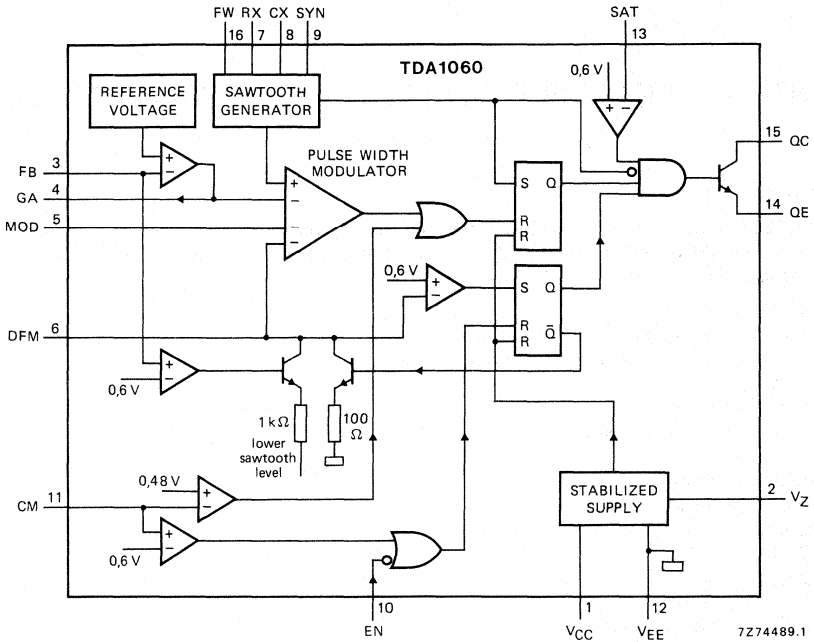 FW RX CX SYN
16 7 8 9
SAT
13
TDA1060
REFERENCE
VOLTAGE
SAWTOOTH
GENERATOR
0,6 V
+ −
15 QC
PULSE WIDTH
MODULATOR
FB 3
+
−
GA 4
MOD 5
+
−
−
−
S Q
R
R
14 QE
0,6 V
+
−
S Q
R Q̅
R
DFM 6
+
−
0,6 V
1 kΩ
100
Ω
lower
sawtooth
level
0,48 V
+
−
CM 11
+
−
0,6 V
STABILIZED
SUPPLY
2 VZ
10
EN
1
VCC
12
VEE
7Z74489.1